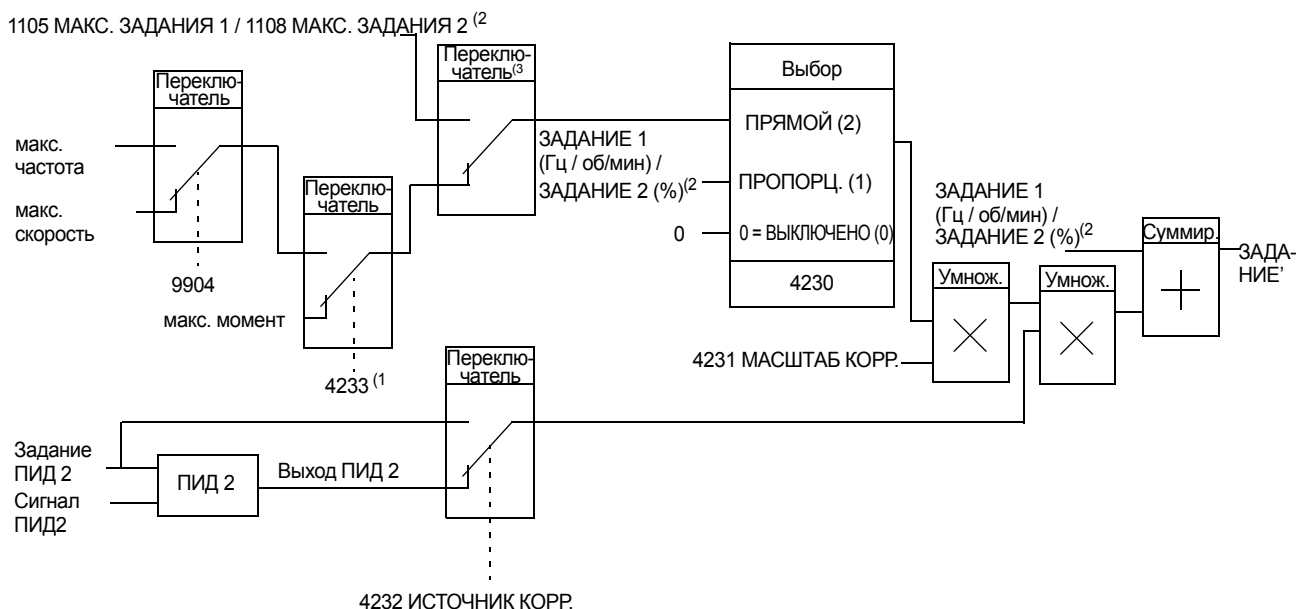 1105 МАКС. ЗАДАНИЯ 1 / 1108 МАКС. ЗАДАНИЯ 2 (2
Переклю-
чатель(3
Выбор
Переклю-
чатель
ПРЯМОЙ (2)
макс.
частота
ЗАДАНИЕ 1
(Гц / об/мин) /
ЗАДАНИЕ 2 (%)(2
ПРОПОРЦ. (1)
Переклю-
чатель
макс.
скорость
0
0 = ВЫКЛЮЧЕНО (0)
ЗАДАНИЕ 1
(Гц / об/мин) /
ЗАДАНИЕ 2 (%)(2
Суммир.
ЗАДА-
НИЕ’
9904
4230
Умнож.
Умнож.
макс. момент
4233 (1
Переклю-
чатель
4231 МАСШТАБ КОРР.
Задание
ПИД 2
ПИД 2
Выход ПИД 2
Сигнал
ПИД2
4232 ИСТОЧНИК КОРР.